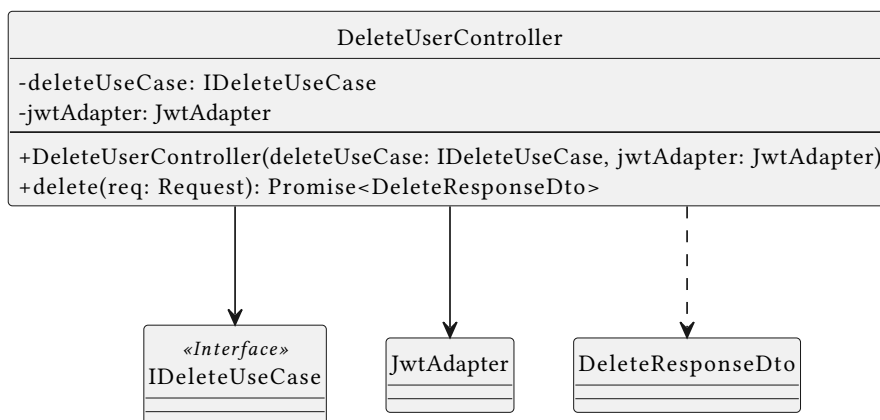 DeleteUserController
-deleteUseCase: IDeleteUseCase
-jwtAdapter: JwtAdapter
+DeleteUserController(deleteUseCase: IDeleteUseCase, jwtAdapter: JwtAdapter)
+delete(req: Request): Promise<DeleteResponseDto>
«Interface»
IDeleteUseCase
JwtAdapter
DeleteResponseDto